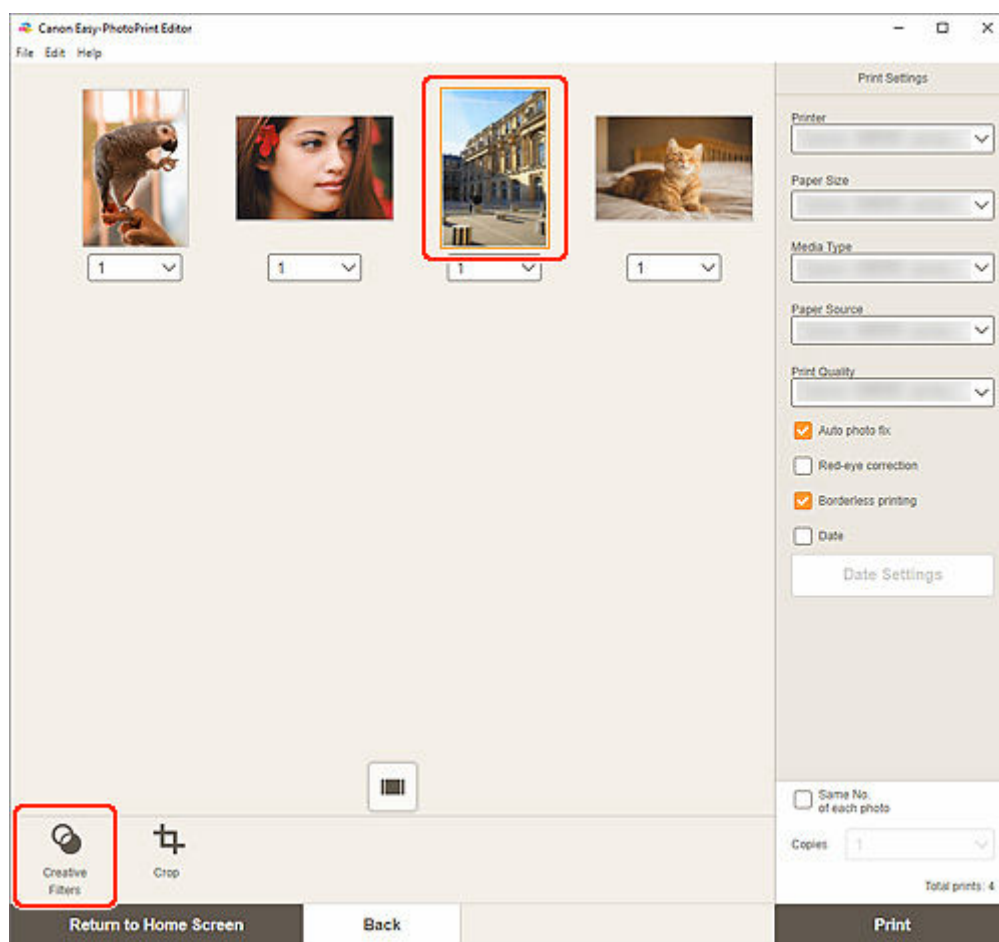 Canon Easy-PhotoPrint Editor
File Edit Help
Print Settings
Printer
Paper Size
Media Type
Paper Source
Print Quality
1
1
1
1
Auto photo fix
Red-eye correction
Borderless printing
Date
Date Settings
Same No.
of each photo
Copies 1
Total prints: 4
Creative
Filters
Crop
Return to Home Screen
Back
Print